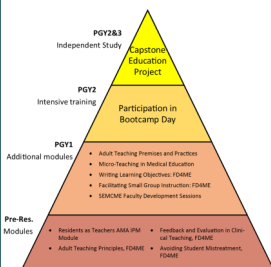 PGY2&3
Independent Study
Capstone
Education
Project
PGY2
Intensive training
Participation in
Bootcamp Day
PGY1
Additional modules
• Adult Teaching Premises and Practices
• Micro-Teaching in Medical Education
• Writing Learning Objectives: FD4ME
• Facilitating Small Group Instruction: FD4ME
• SEMCME Faculty Development Sessions
Pre-Res.
Modules
• Residents as Teachers AMA IPM
Module
• Adult Teaching Principles, FD4ME
• Feedback and Evaluation in Clini-
cal Teaching, FD4ME
• Avoiding Student Mistreatment,
FD4ME